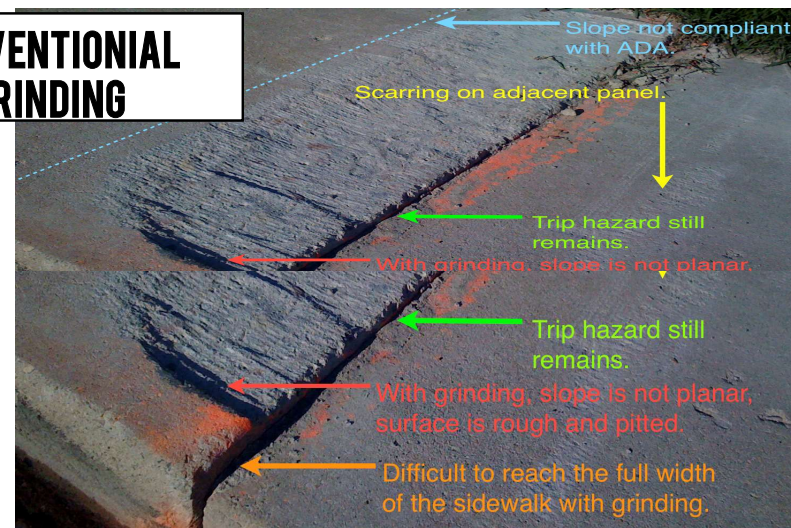 VENTIONIAL
RINDING
Slope not compliant
with ADA.
Scarring on adjacent panel.
Trip hazard still
remains.
With grinding, slope is not planar,
Trip hazard still
remains.
With grinding, slope is not planar,
surface is rough and pitted.
Difficult to reach the full width
of the sidewalk with grinding.